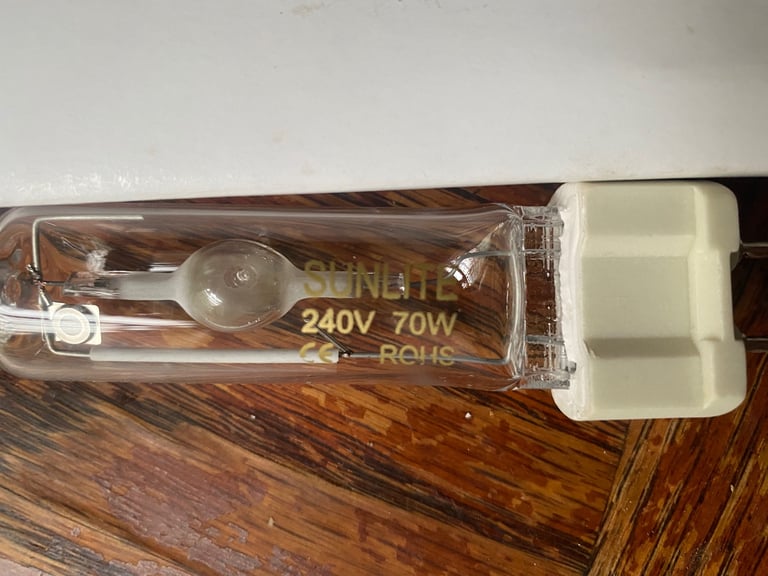 SUNLITE
240V 70W
CE ROHS